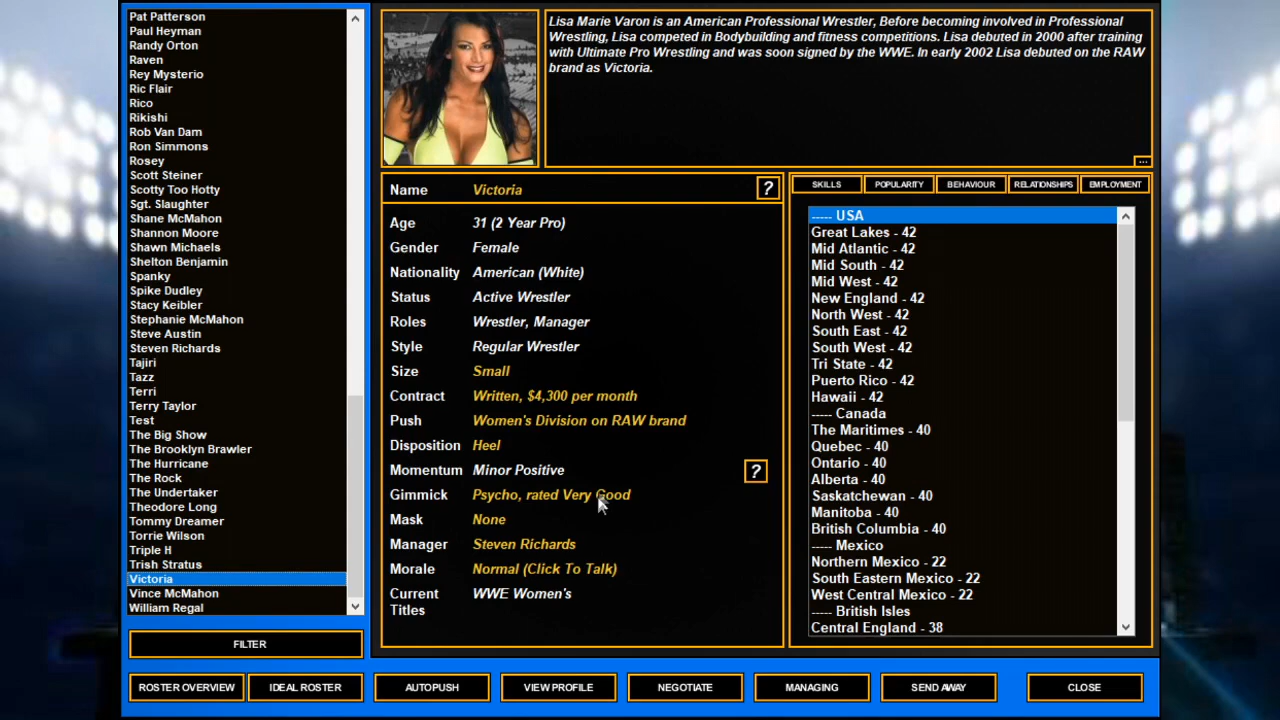 Pat Patterson
Paul Heyman
Randy Orton
Raven
Rey Mysterio
Ric Flair
Rico
Rikishi
Rob Van Dam
Ron Simmons
Rosey
Scott Steiner
Scotty Too Hotty
Sgt. Slaughter
Shane McMahon
Shannon Moore
Shawn Michaels
Shelton Benjamin
Spanky
Spike Dudley
Stacy Keibler
Stephanie McMahon
Steve Austin
Steven Richards
Tajiri
Tazz
Terri
Terry Taylor
Test
The Big Show
The Brooklyn Brawler
The Hurricane
The Rock
The Undertaker
Theodore Long
Tommy Dreamer
Torrie Wilson
Triple H
Trish Stratus
Victoria
Vince McMahon
William Regal
FILTER
Lisa Marie Varon is an American Professional Wrestler, Before becoming involved in Professional
Wrestling, Lisa competed in Bodybuilding and fitness competitions. Lisa debuted in 2000 after training
with Ultimate Pro Wrestling and was soon signed by the WWE. In early 2002 Lisa debuted on the RAW
brand as Victoria.
...
Name Victoria ?
Age 31 (2 Year Pro)
Gender Female
Nationality American (White)
Status Active Wrestler
Roles Wrestler, Manager
Style Regular Wrestler
Size Small
Contract Written, $4,300 per month
Push Women's Division on RAW brand
Disposition Heel
Momentum Minor Positive ?
Gimmick Psycho, rated Very Good
Mask None
Manager Steven Richards
Morale Normal (Click To Talk)
Current WWE Women's
Titles
SKILLS POPULARITY BEHAVIOUR RELATIONSHIPS EMPLOYMENT
----- USA
Great Lakes - 42
Mid Atlantic - 42
Mid South - 42
Mid West - 42
New England - 42
North West - 42
South East - 42
South West - 42
Tri State - 42
Puerto Rico - 42
Hawaii - 42
----- Canada
The Maritimes - 40
Quebec - 40
Ontario - 40
Alberta - 40
Saskatchewan - 40
Manitoba - 40
British Columbia - 40
----- Mexico
Northern Mexico - 22
South Eastern Mexico - 22
West Central Mexico - 22
----- British Isles
Central England - 38
ROSTER OVERVIEW IDEAL ROSTER AUTOPUSH VIEW PROFILE NEGOTIATE MANAGING SEND AWAY CLOSE